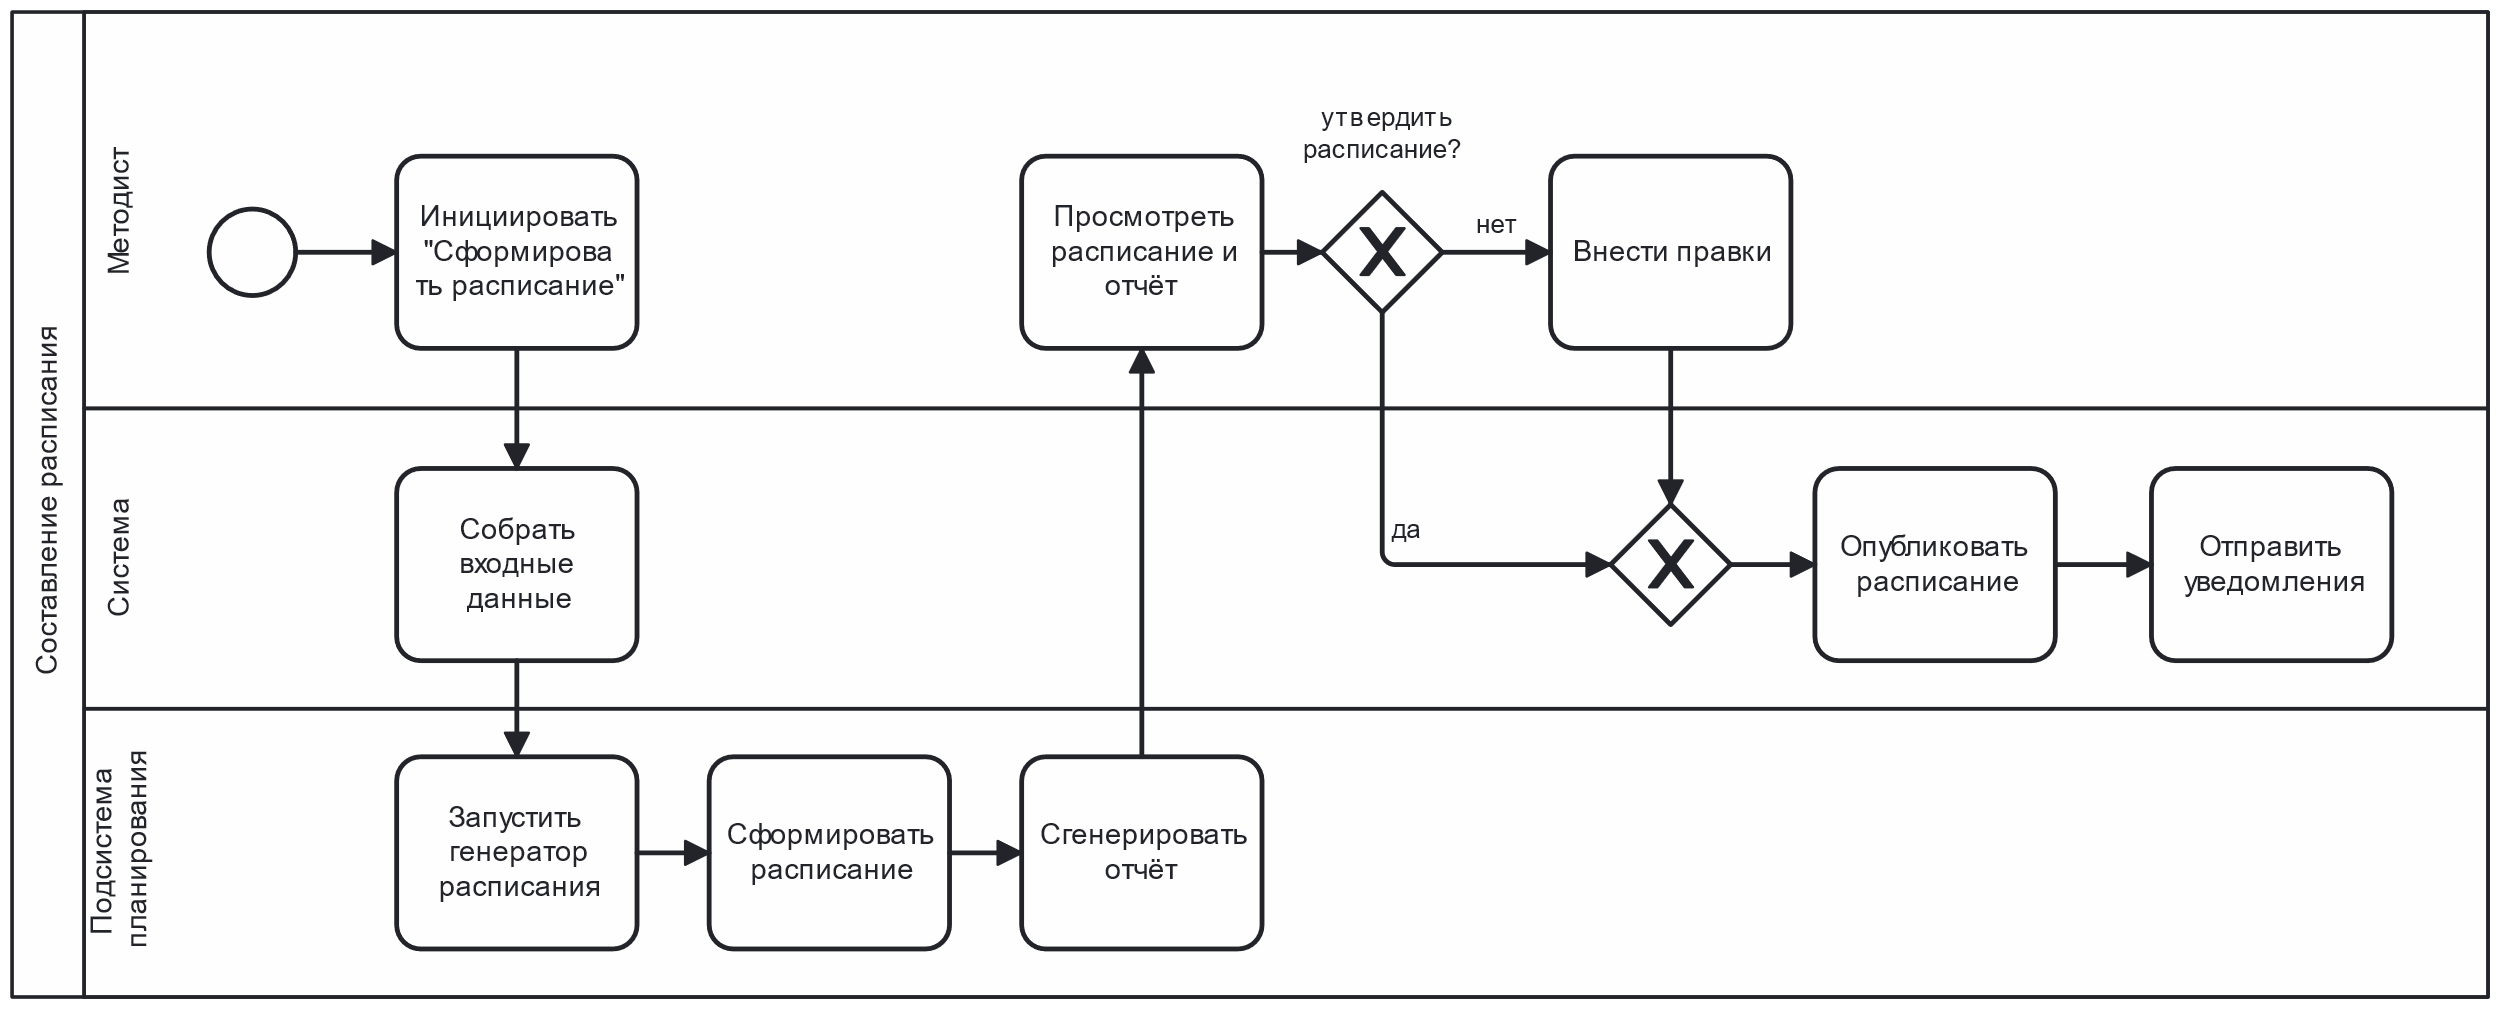 Составление расписания
Методист
Инициировать
"Сформирова
ть расписание"
Просмотреть
расписание и
отчёт
утвердить
расписание?
нет
Внести правки
Система
Собрать
входные
данные
да
Опубликовать
расписание
Отправить
уведомления
Подсистема
планирования
Запустить
генератор
расписания
Сформировать
расписание
Сгенерировать
отчёт